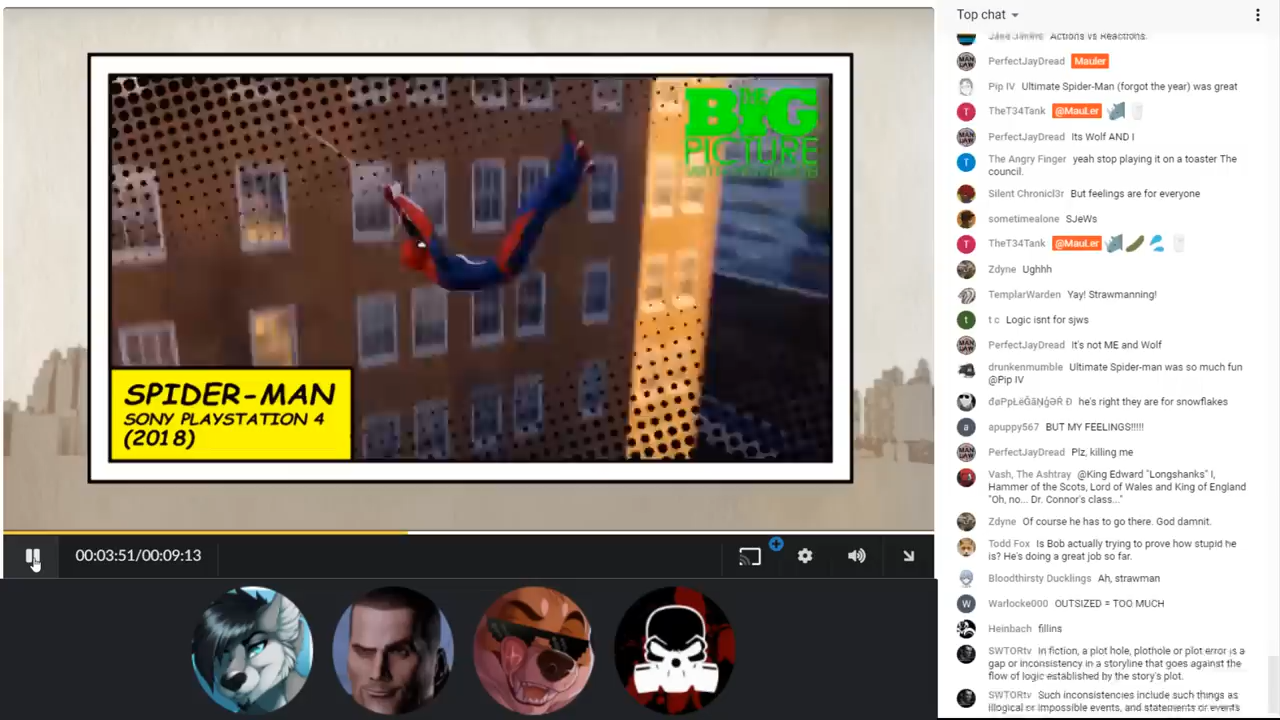 THE
BIG
PICTURE
SPIDER-MAN
SONY PLAYSTATION 4
(2018)
00:03:51/00:09:13
Top chat
Actions vs Reactions.
PerfectJayDread Mauler
Pip IV Ultimate Spider-Man (forgot the year) was great
T TheT34Tank @MauLer
PerfectJayDread Its Wolf AND I
The Angry Finger yeah stop playing it on a toaster The
council.
Silent Chronicl3r But feelings are for everyone
sometimealone SJeWs
T TheT34Tank @MauLer
Zdyne Ughhh
TemplarWarden Yay! Strawmanning!
t t c Logic isnt for sjws
PerfectJayDread It's not ME and Wolf
drunkenmumble Ultimate Spider-man was so much fun
@Pip IV
he's right they are for snowflakes
a apuppy567 BUT MY FEELINGS!!!!!
PerfectJayDread Plz, killing me
Vash, The Ashtray @King Edward "Longshanks" I,
Hammer of the Scots, Lord of Wales and King of England
"Oh, no... Dr. Connor's class..."
Zdyne Of course he has to go there. God damnit.
Todd Fox Is Bob actually trying to prove how stupid he
is? He's doing a great job so far.
Bloodthirsty Ducklings Ah, strawman
W Warlocke000 OUTSIZED = TOO MUCH
Heinbach fillins
SWTORtv In fiction, a plot hole, plothole or plot error is a
gap or inconsistency in a storyline that goes against the
flow of logic established by the story's plot.
SWTORtv Such inconsistencies include such things as
illogical or impossible events, and statements or events